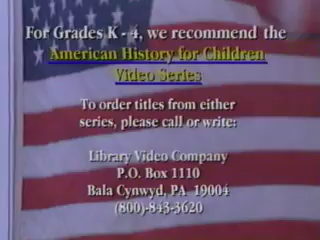 For Grades K - 4, we recommend the
American History for Children
Video Series
To order titles from either
series, please call or write:
Library Video Company
P.O. Box 1110
Bala Cynwyd, PA 19004
(800)-843-3620